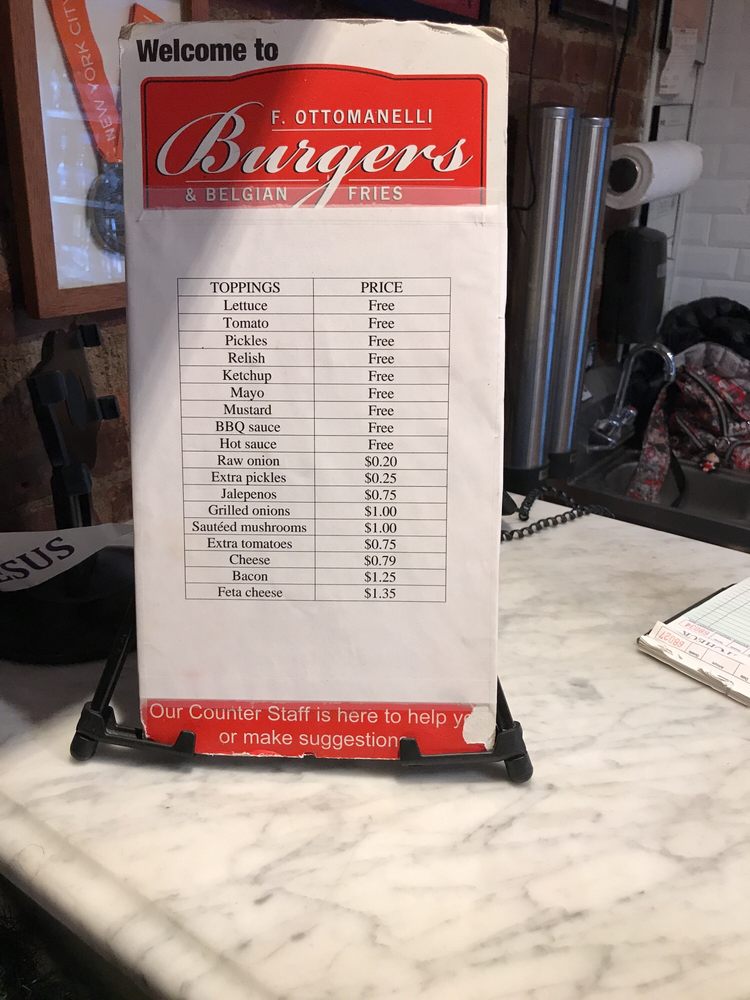 NEW YORK CITY
Welcome to
F. OTTOMANELLI
Burgers
& BELGIAN FRIES
TOPPINGS PRICE
Lettuce Free
Tomato Free
Pickles Free
Relish Free
Ketchup Free
Mayo Free
Mustard Free
BBQ sauce Free
Hot sauce Free
Raw onion $0.20
Extra pickles $0.25
Jalepenos $0.75
Grilled onions $1.00
Sautéed mushrooms $1.00
Extra tomatoes $0.75
Cheese $0.79
Bacon $1.25
Feta cheese $1.35
Our Counter Staff is here to help
or make suggestion
SUS
680271